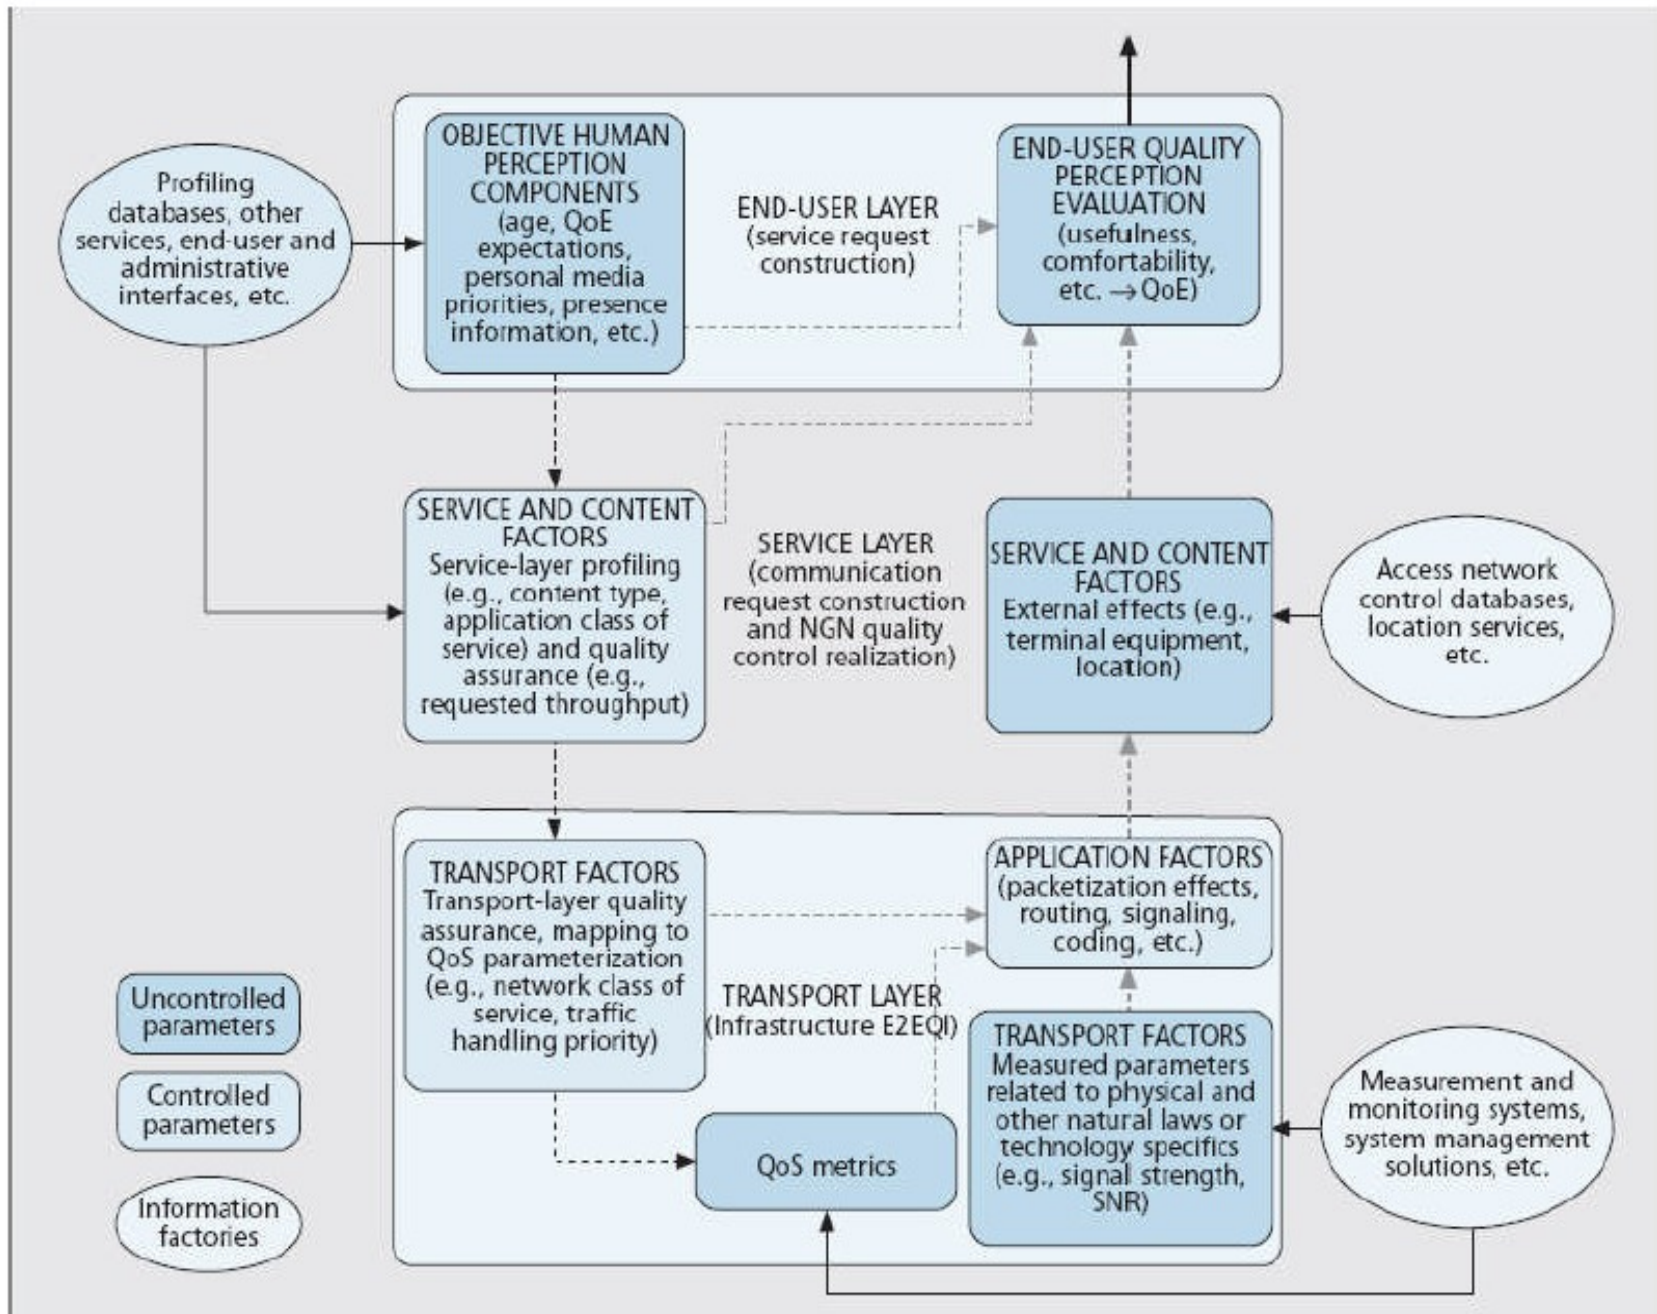 OBJECTIVE HUMAN
PERCEPTION
COMPONENTS
(age, QoE
expectations,
personal media
priorities, presence
information, etc.)
END-USER LAYER
(service request
construction)
END-USER QUALITY
PERCEPTION
EVALUATION
(usefulness,
comfortability,
etc. → QoE)
Profiling
databases, other
services, end-user and
administrative
interfaces, etc.
SERVICE AND CONTENT
FACTORS
Service-layer profiling
(e.g., content type,
application class of
service) and quality
assurance (e.g.,
requested throughput)
SERVICE LAYER
(communication
request construction
and NGN quality
control realization)
SERVICE AND CONTENT
FACTORS
External effects (e.g.,
terminal equipment,
location)
Access network
control databases,
location services,
etc.
TRANSPORT FACTORS
Transport-layer quality
assurance, mapping to
QoS parameterization
(e.g., network class of
service, traffic
handling priority)
APPLICATION FACTORS
(packetization effects,
routing, signaling,
coding, etc.)
TRANSPORT LAYER
(Infrastructure E2EQI)
QoS metrics
TRANSPORT FACTORS
Measured parameters
related to physical and
other natural laws or
technology specifics
(e.g., signal strength,
SNR)
Measurement and
monitoring systems,
system management
solutions, etc.
Uncontrolled
parameters
Controlled
parameters
Information
factories